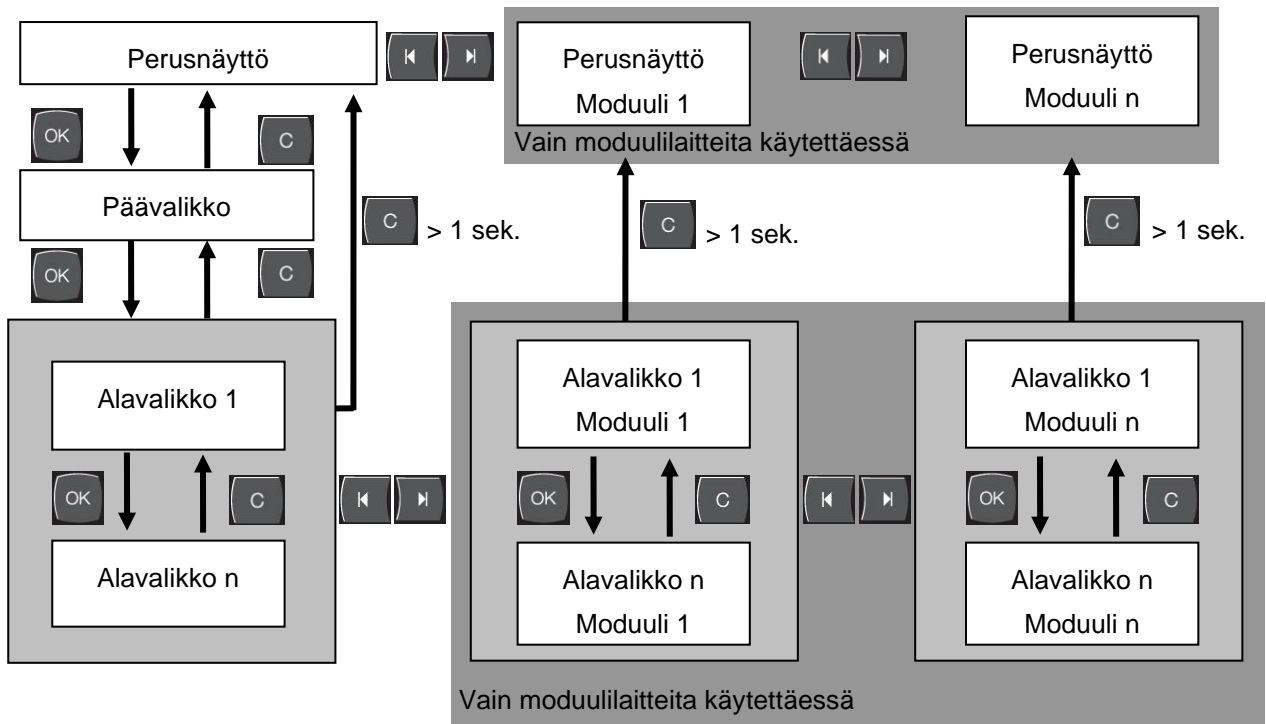 Perusnäyttö
Perusnäyttö
Moduuli 1
Perusnäyttö
Moduuli n
Vain moduulilaitteita käytettäessä
OK
C
Päävalikko
C
> 1 sek.
C
> 1 sek.
C
> 1 sek.
OK
C
Alavalikko 1
Alavalikko 1
Moduuli 1
Alavalikko 1
Moduuli n
OK
C
OK
C
OK
C
Alavalikko n
Alavalikko n
Moduuli 1
Alavalikko n
Moduuli n
Vain moduulilaitteita käytettäessä